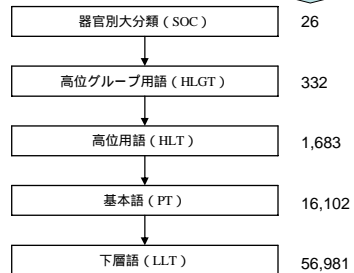 器官別大分類（SOC） 26
高位グループ用語（HLGT） 332
高位用語（HLT） 1,683
基本語（PT） 16,102
下層語（LLT） 56,981